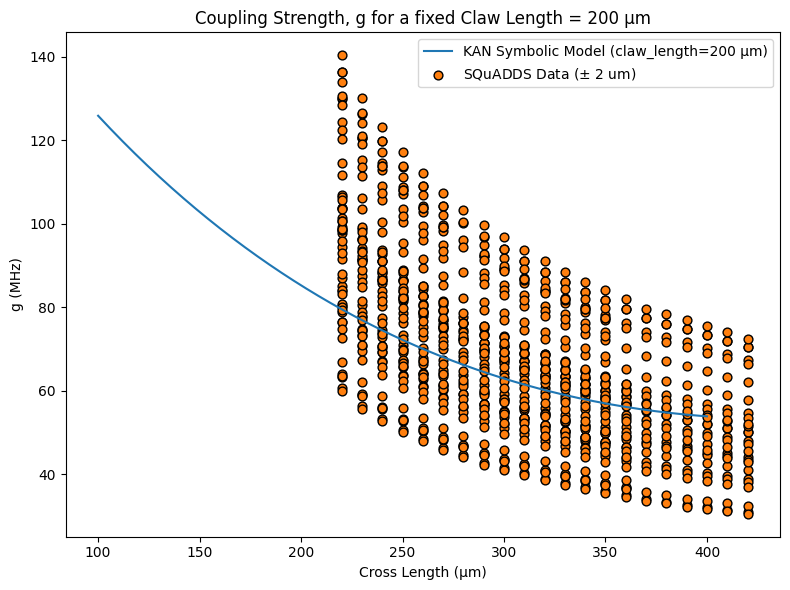 Coupling Strength, g for a fixed Claw Length = 200 μm
KAN Symbolic Model (claw_length=200 μm)
SQuADDS Data (± 2 um)
g (MHz)
140
120
100
80
60
40
100 150 200 250 300 350 400
Cross Length (μm)